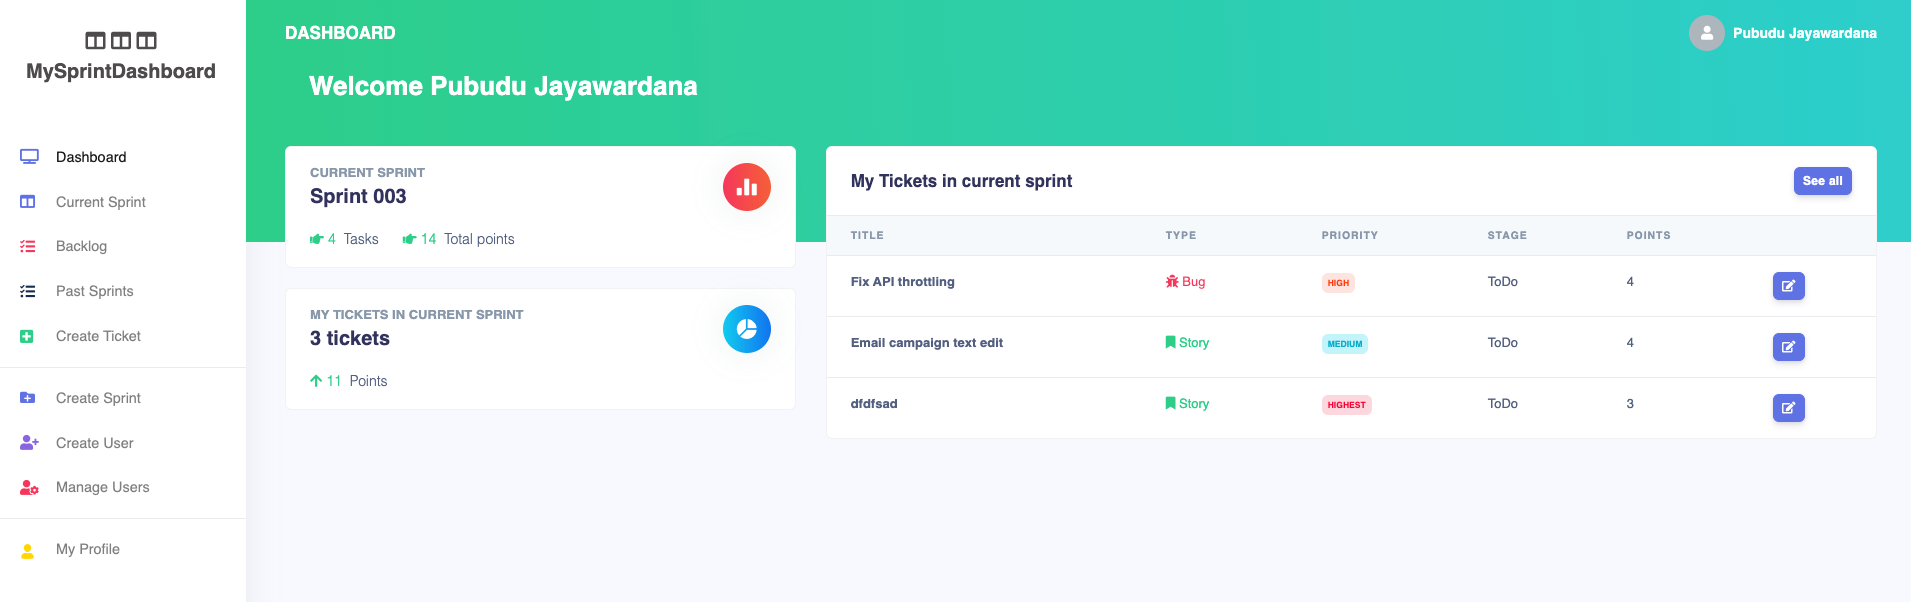 MySprintDashboard
Dashboard
Current Sprint
Backlog
Past Sprints
Create Ticket
Create Sprint
Create User
Manage Users
My Profile
DASHBOARD
Pubudu Jayawardana
Welcome Pubudu Jayawardana
CURRENT SPRINT
Sprint 003
4 Tasks 14 Total points
MY TICKETS IN CURRENT SPRINT
3 tickets
11 Points
My Tickets in current sprint See all
TITLE TYPE PRIORITY STAGE POINTS
Fix API throttling Bug HIGH ToDo 4
Email campaign text edit Story MEDIUM ToDo 4
dfdfsad Story HIGHEST ToDo 3